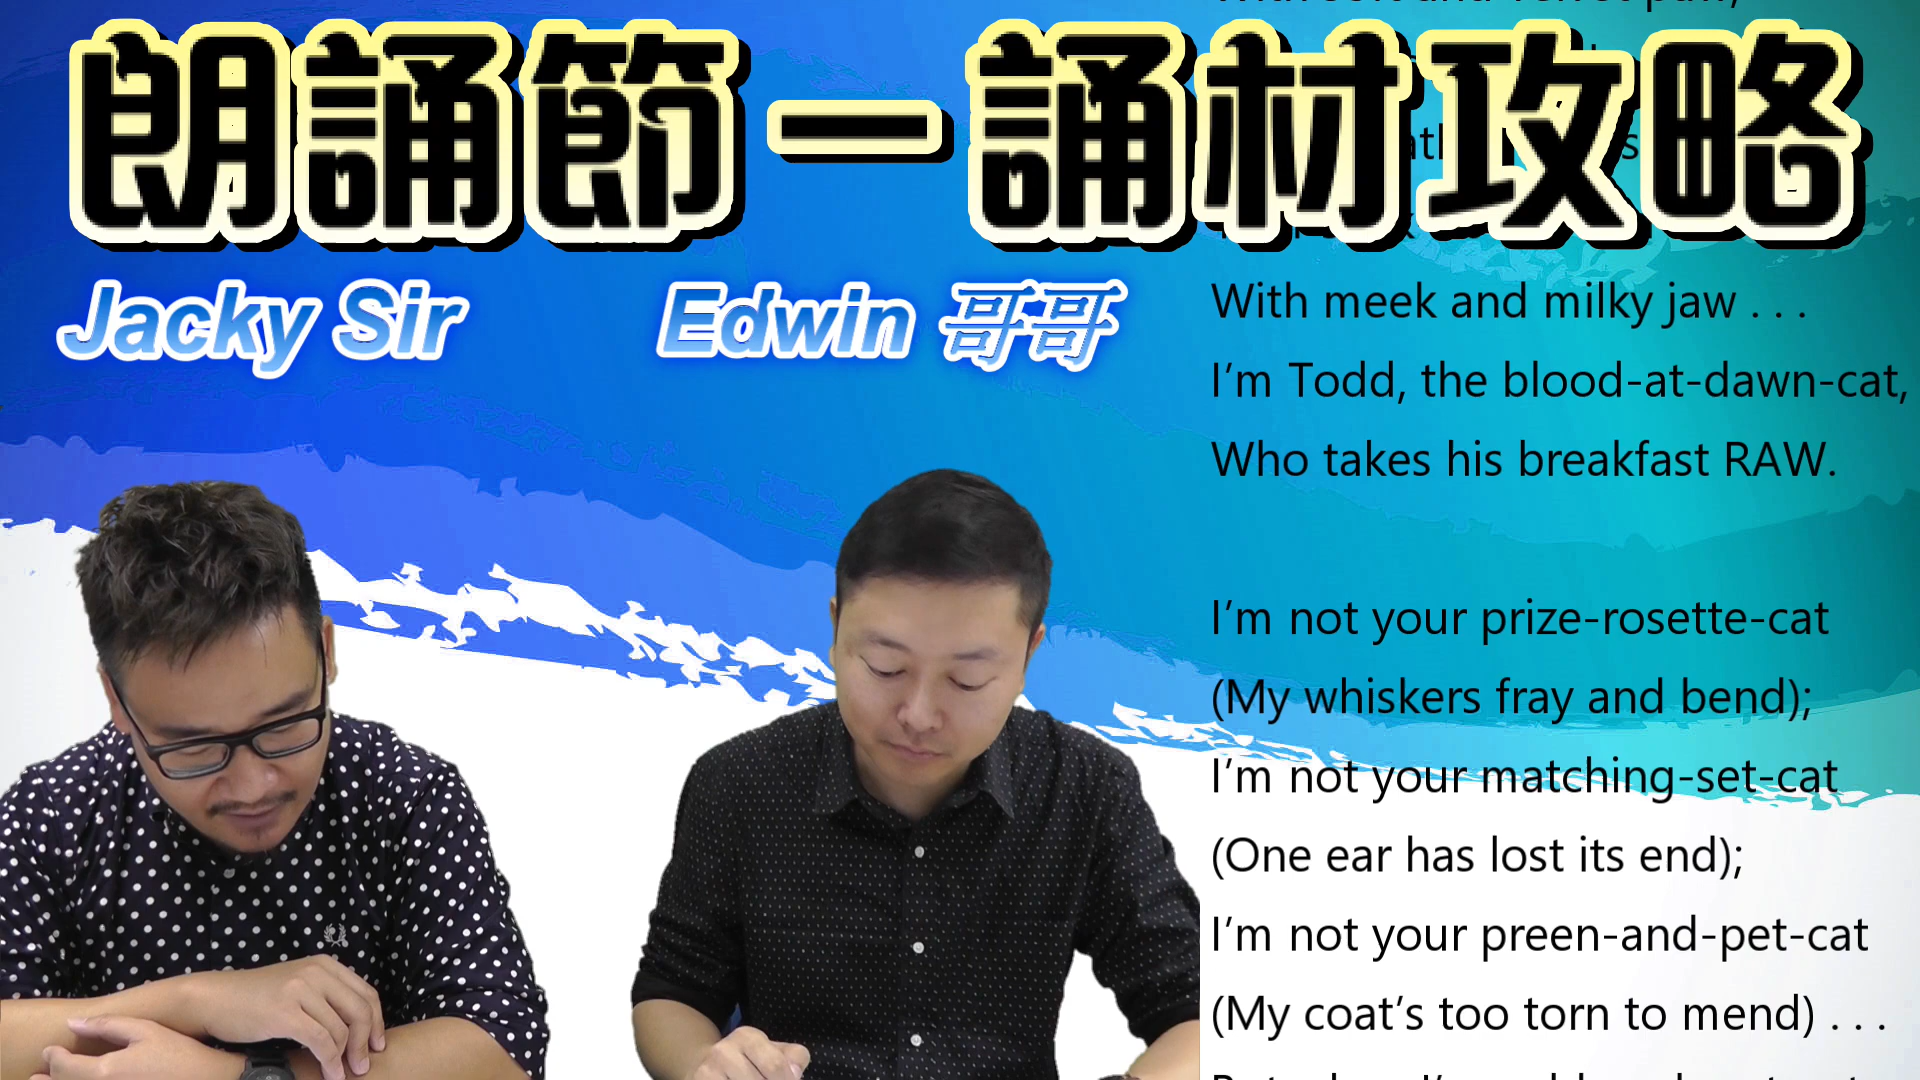 朗誦節－誦材攻略
Jacky Sir
Edwin 哥哥
With meek and milky jaw . . .
I’m Todd, the blood-at-dawn-cat,
Who takes his breakfast RAW.
I’m not your prize-rosette-cat
(My whiskers fray and bend);
I’m not your matching-set-cat
(One ear has lost its end);
I’m not your preen-and-pet-cat
(My coat’s too torn to mend) . . .